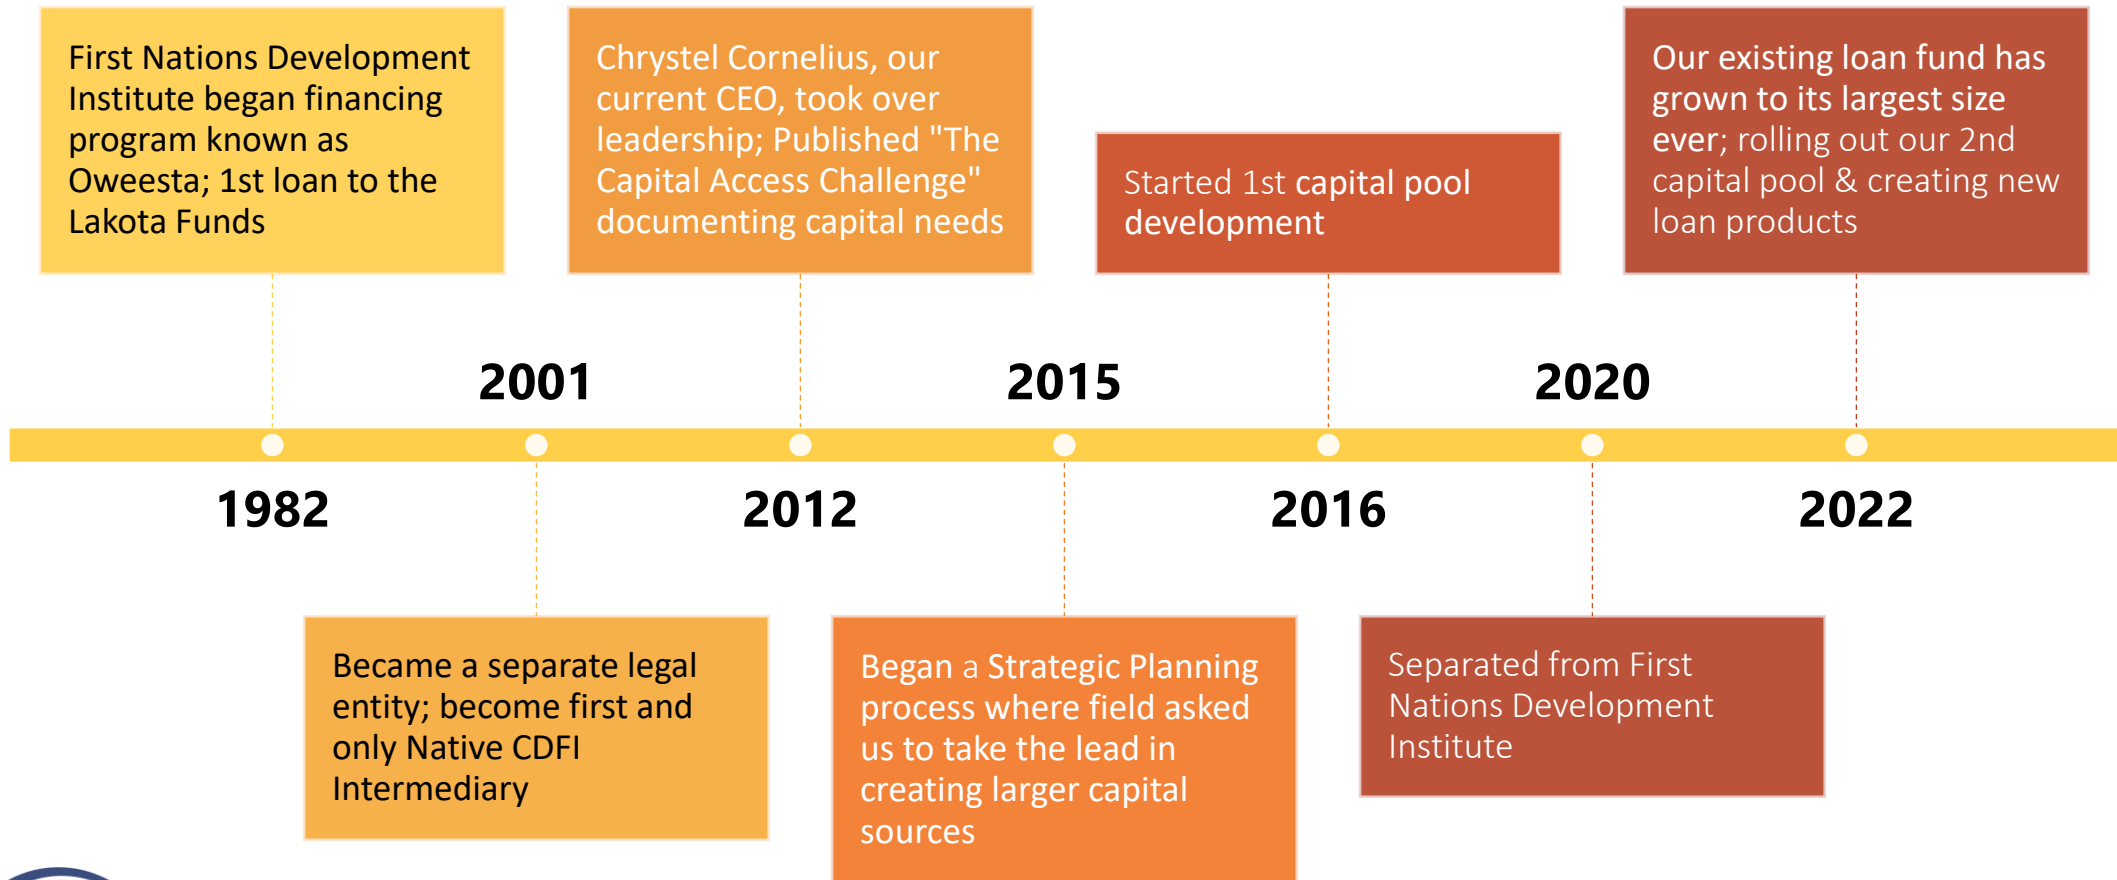 First Nations Development
Institute began financing
program known as
Oweesta; 1st loan to the
Lakota Funds
Chrystel Cornelius, our
current CEO, took over
leadership; Published "The
Capital Access Challenge"
documenting capital needs
Started 1st capital pool
development
Our existing loan fund has
grown to its largest size
ever; rolling out our 2nd
capital pool & creating new
loan products
2001
2015
2020
1982
2012
2016
2022
Became a separate legal
entity; become first and
only Native CDFI
Intermediary
Began a Strategic Planning
process where field asked
us to take the lead in
creating larger capital
sources
Separated from First
Nations Development
Institute